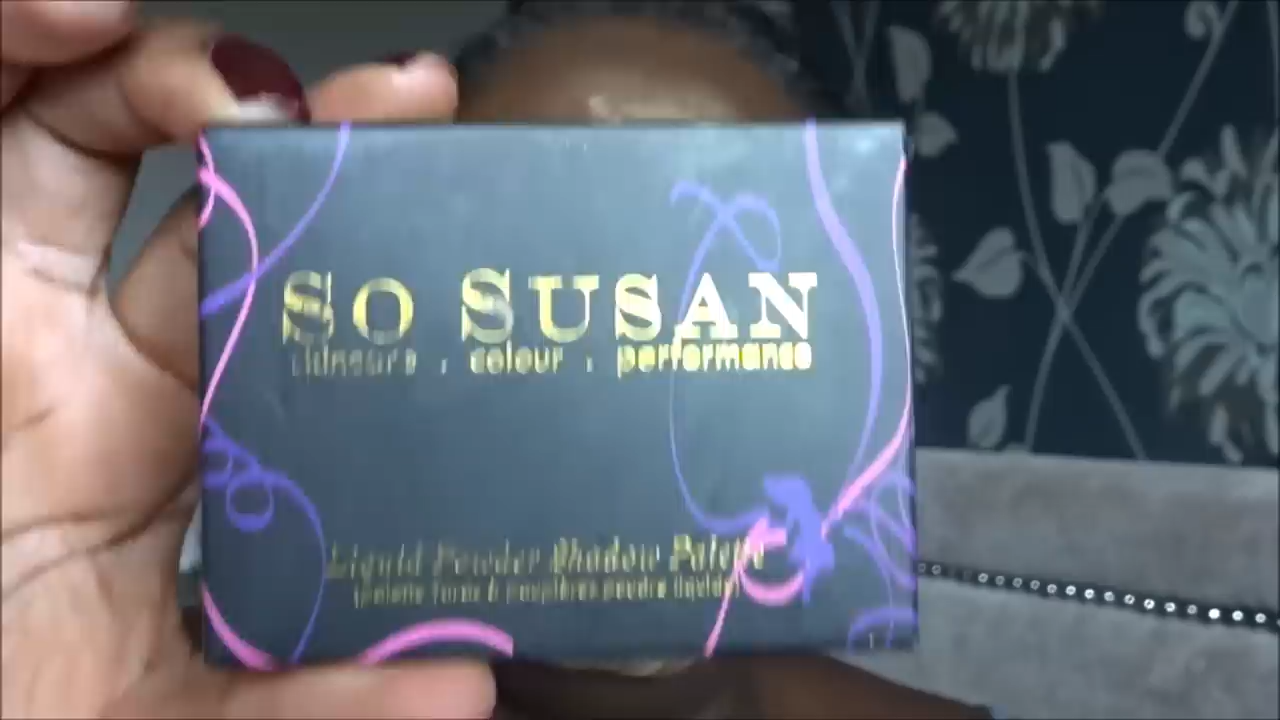 So Susan
skincare : colour : performance
Liquid Powder Shadow Palette